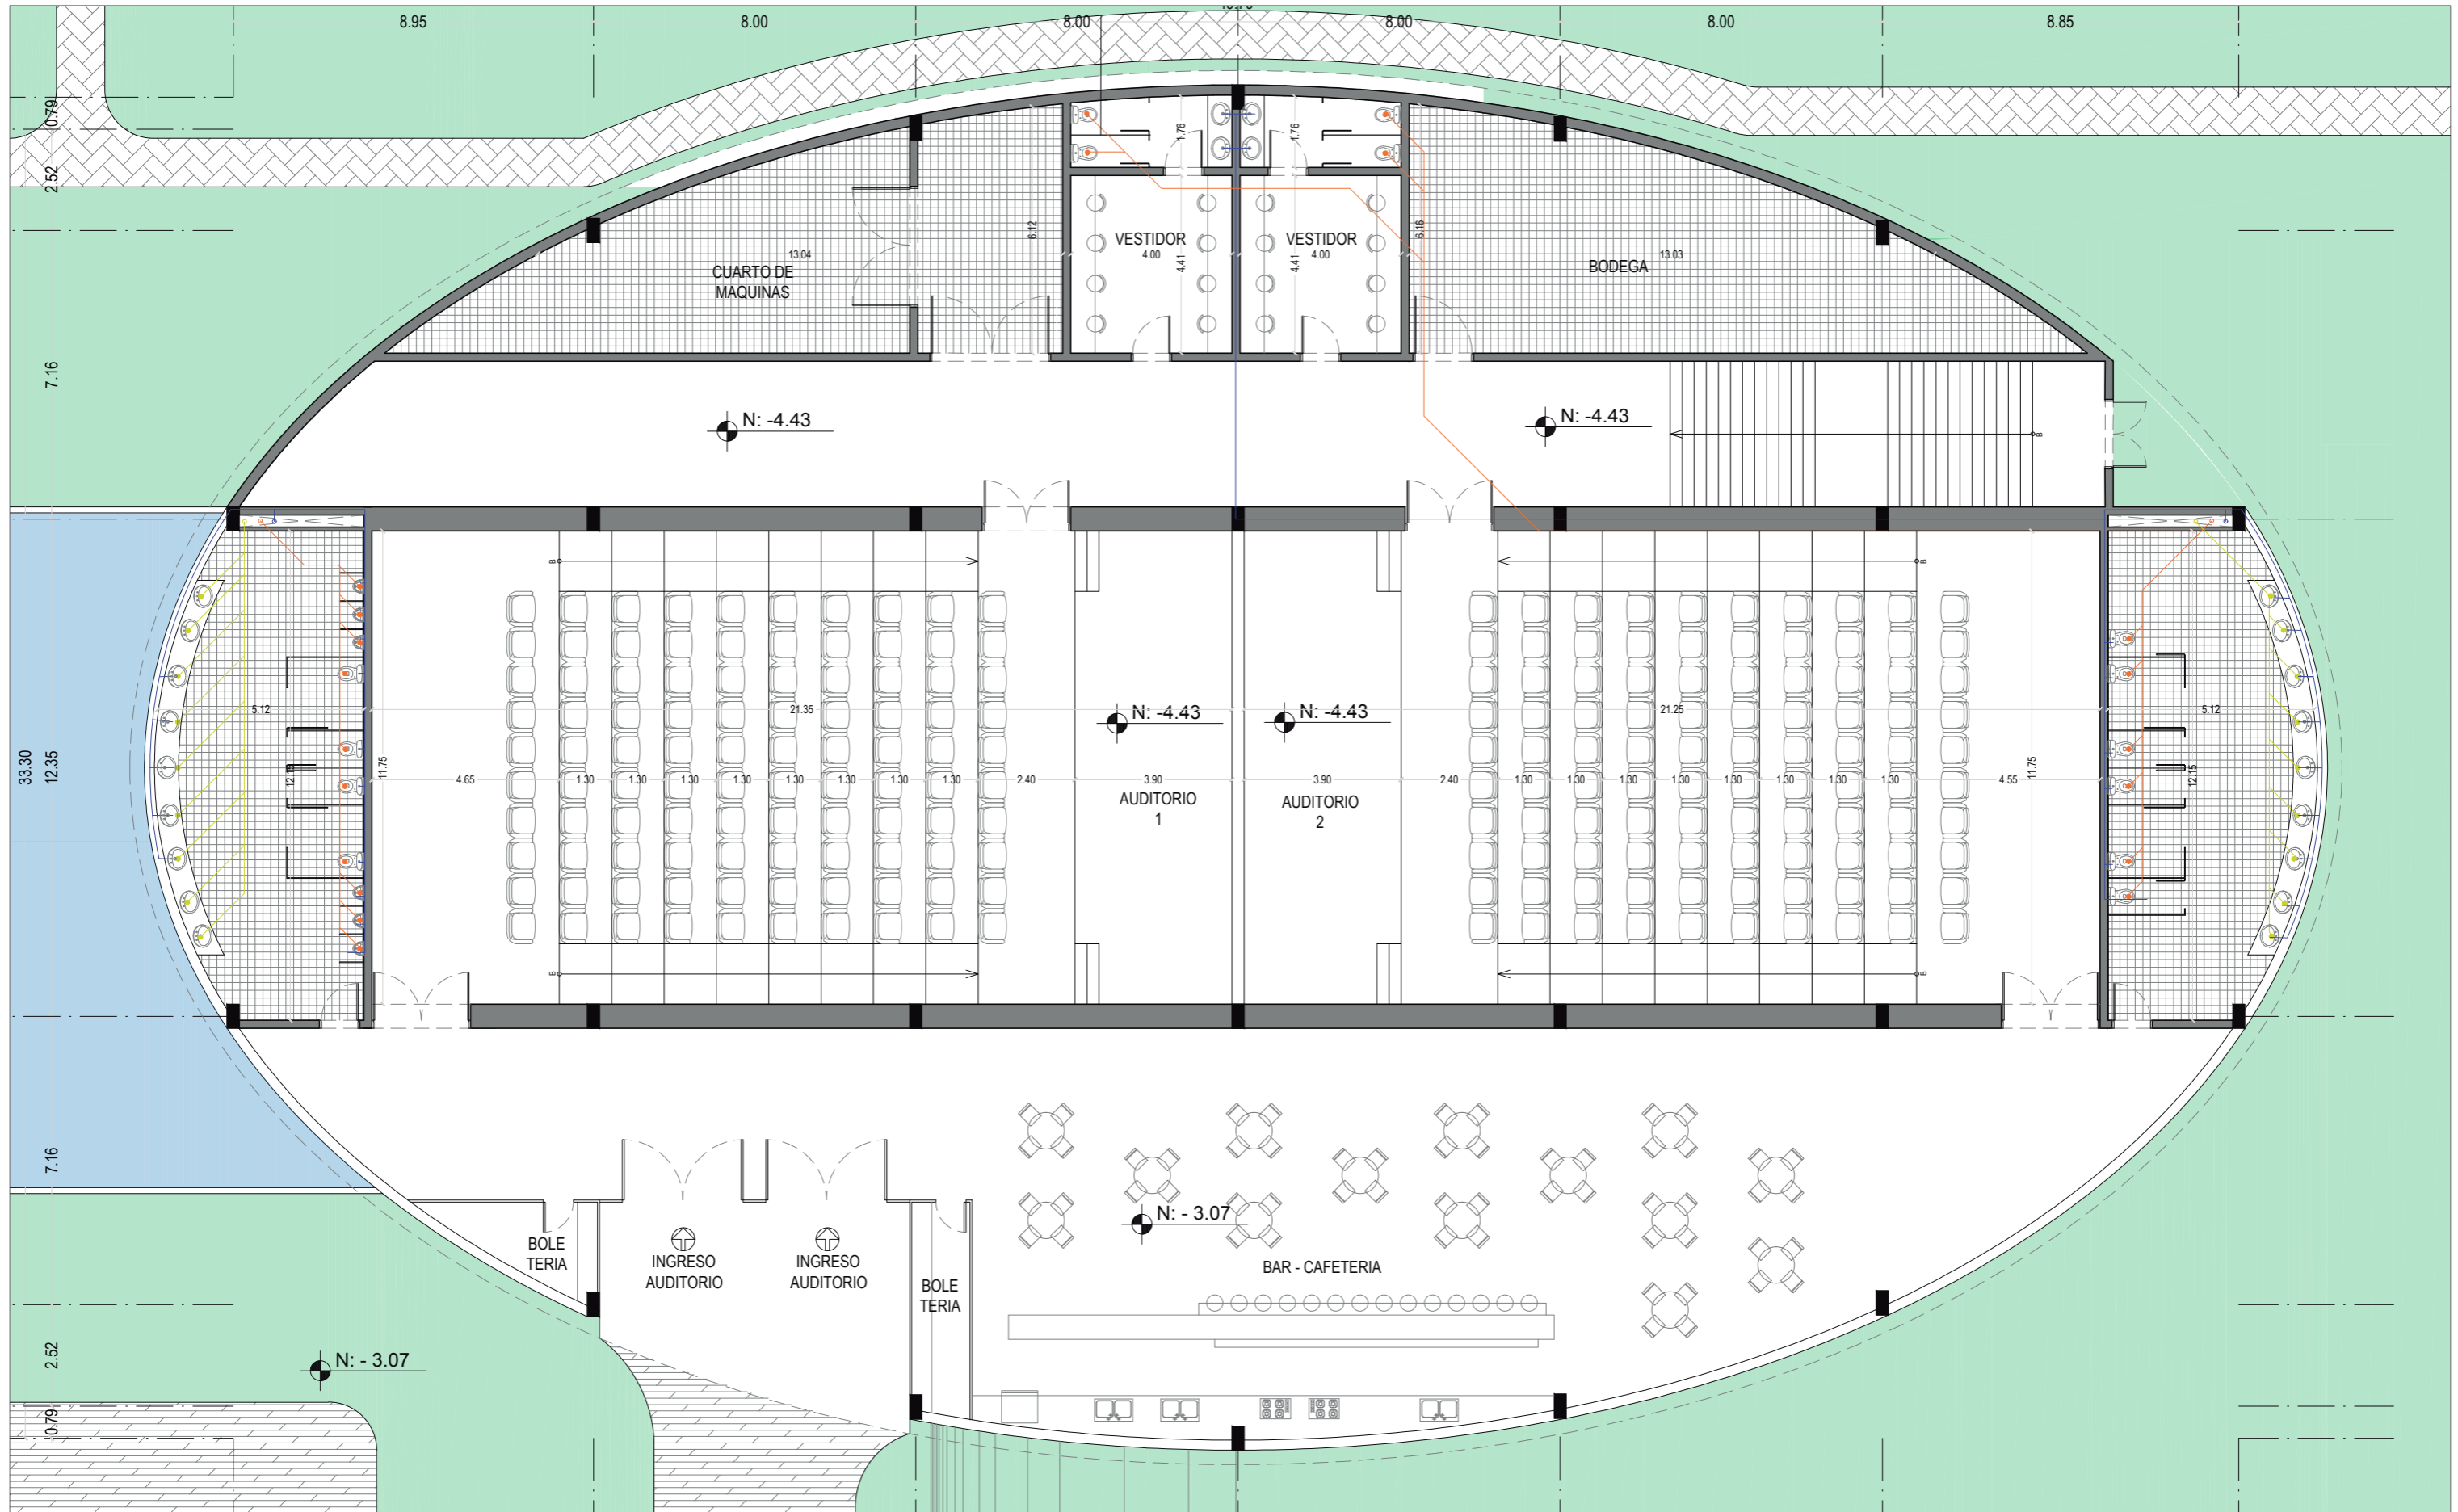 8.95
8.00
8.00
8.00
8.00
8.85
0.79
2.52
7.16
33.30
12.35
7.16
2.52
0.79
1.76
1.76
6.12
6.16
13.04
CUARTO DE
MAQUINAS
VESTIDOR
4.00
4.41
VESTIDOR
4.00
4.41
13.03
BODEGA
N: -4.43
N: -4.43
B
B
B
5.12
21.35
N: -4.43
N: -4.43
21.25
5.12
11.75
4.65
1.30
1.30
1.30
1.30
1.30
1.30
1.30
1.30
2.40
3.90
3.90
2.40
1.30
1.30
1.30
1.30
1.30
1.30
1.30
1.30
4.55
11.75
12.15
AUDITORIO
1
AUDITORIO
2
B
B
BOLE
TERIA
INGRESO
AUDITORIO
INGRESO
AUDITORIO
BOLE
TERIA
N: - 3.07
BAR - CAFETERIA
N: - 3.07